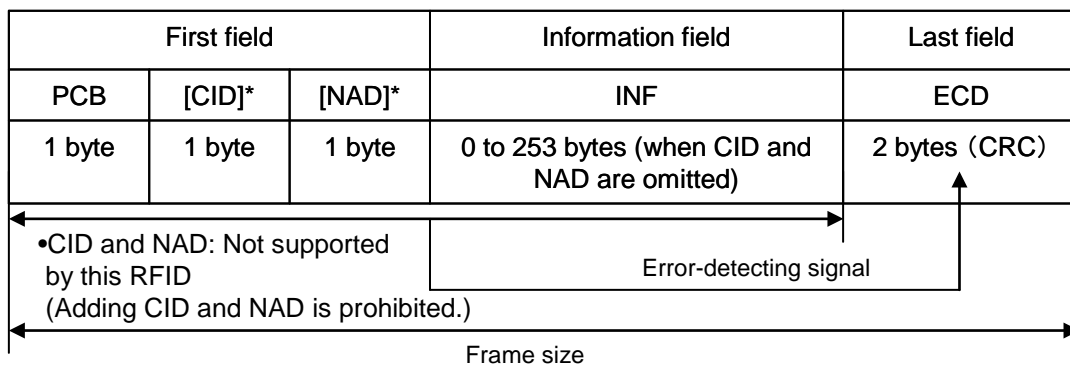 First field Information field Last field
PCB [CID]* [NAD]* INF ECD
1 byte 1 byte 1 byte 0 to 253 bytes (when CID and NAD are omitted) 2 bytes（CRC）
•CID and NAD: Not supported
by this RFID
(Adding CID and NAD is prohibited.)
Error-detecting signal
Frame size